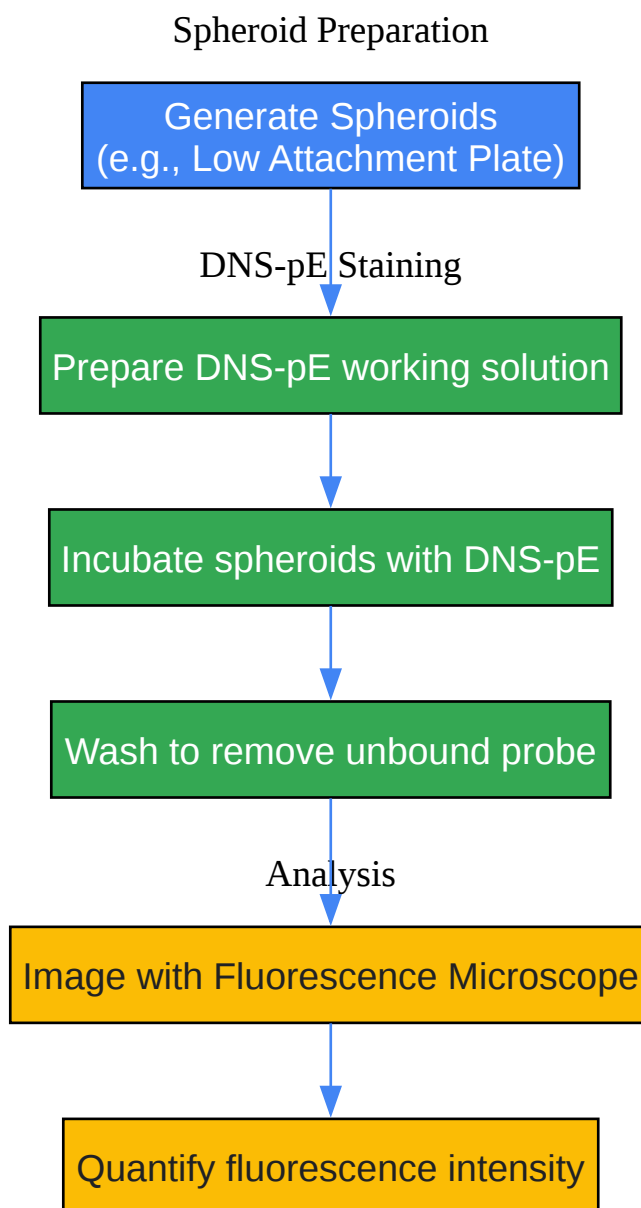 Spheroid Preparation
Generate Spheroids
(e.g., Low Attachment Plate)
DNS-pE Staining
Prepare DNS-pE working solution
Incubate spheroids with DNS-pE
Wash to remove unbound probe
Analysis
Image with Fluorescence Microscope
Quantify fluorescence intensity